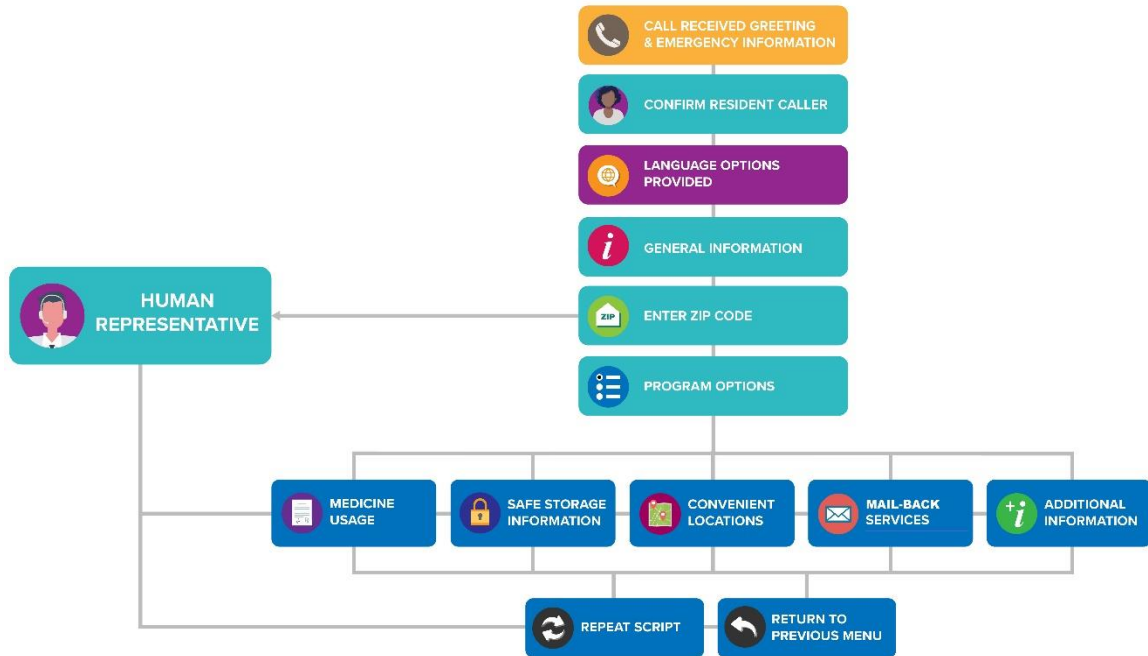 CALL RECEIVED GREETING
& EMERGENCY INFORMATION
CONFIRM RESIDENT CALLER
LANGUAGE OPTIONS
PROVIDED
GENERAL INFORMATION
HUMAN
REPRESENTATIVE
ZIP
ENTER ZIP CODE
PROGRAM OPTIONS
MEDICINE
USAGE
SAFE STORAGE
INFORMATION
CONVENIENT
LOCATIONS
MAIL-BACK
SERVICES
ADDITIONAL
INFORMATION
REPEAT SCRIPT
RETURN TO
PREVIOUS MENU